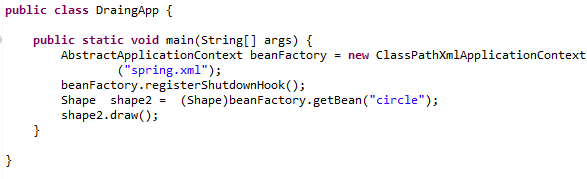 public class DraingApp {
public static void main(String[] args) {
AbstractApplicationContext beanFactory = new ClassPathXmlApplicationContext
("spring.xml");
beanFactory.registerShutdownHook();
Shape  shape2 =  (Shape)beanFactory.getBean("circle");
shape2.draw();
}
}